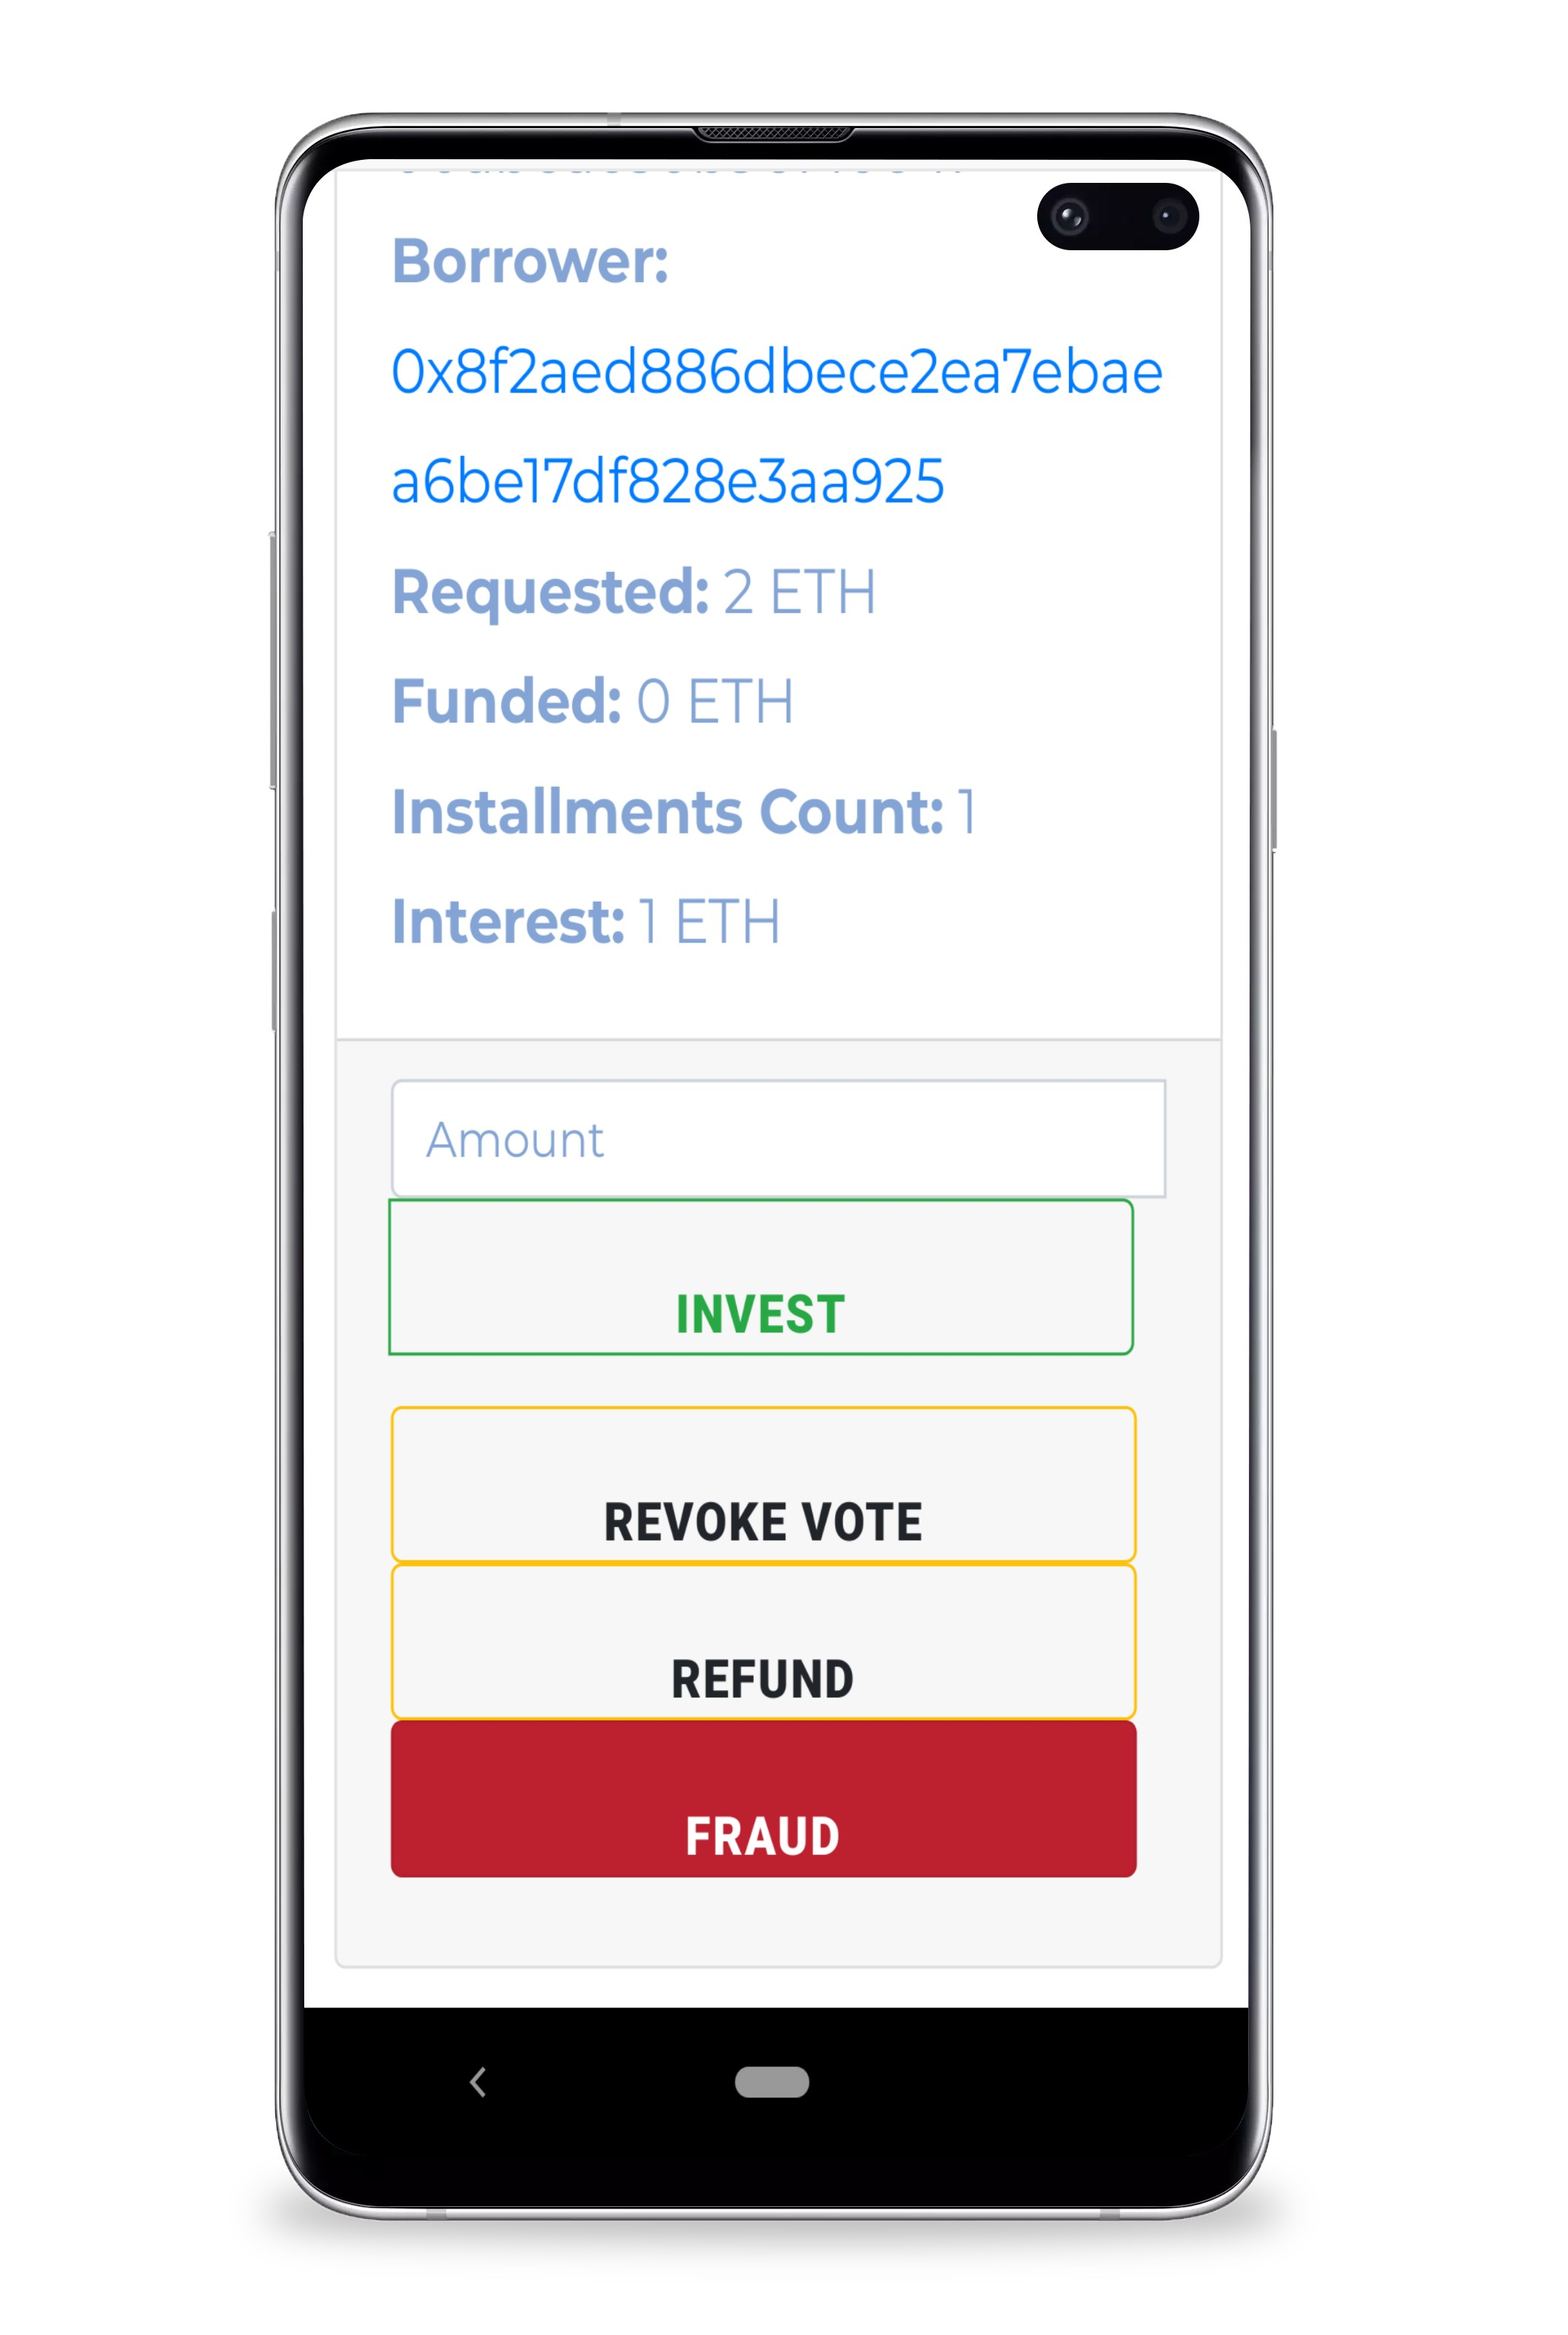 Borrower:
0x8f2aed886dbece2ea7ebae
a6be17df828e3aa925
Requested: 2 ETH
Funded: 0 ETH
Installments Count: 1
Interest: 1 ETH
Amount
INVEST
REVOKE VOTE
REFUND
FRAUD